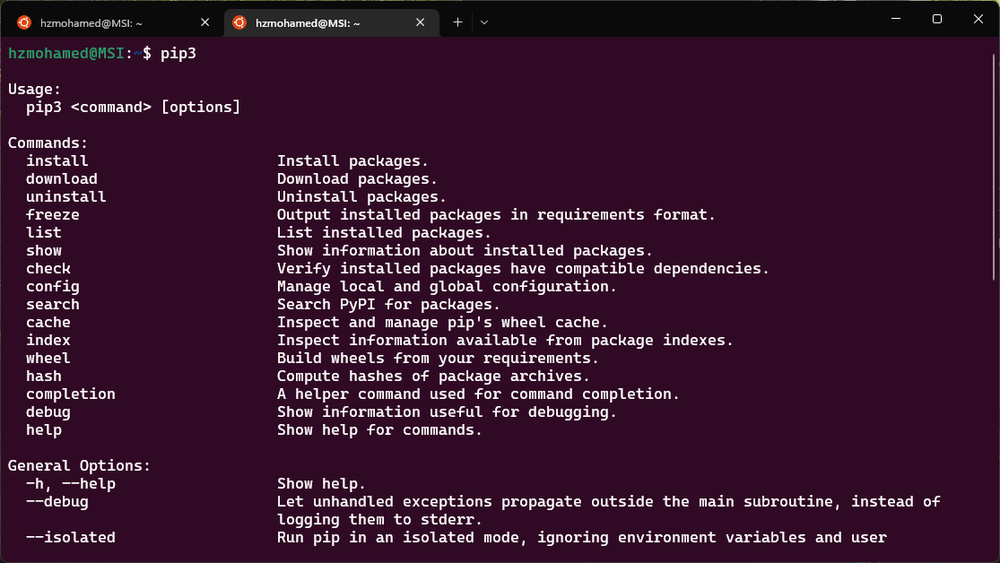 hzmohamed@MSI: ~
hzmohamed@MSI: ~
hzmohamed@MSI:~$ pip3
Usage:
pip3 <command> [options]
Commands:
install Install packages.
download Download packages.
uninstall Uninstall packages.
freeze Output installed packages in requirements format.
list List installed packages.
show Show information about installed packages.
check Verify installed packages have compatible dependencies.
config Manage local and global configuration.
search Search PyPI for packages.
cache Inspect and manage pip's wheel cache.
index Inspect information available from package indexes.
wheel Build wheels from your requirements.
hash Compute hashes of package archives.
completion A helper command used for command completion.
debug Show information useful for debugging.
help Show help for commands.
General Options:
-h, --help Show help.
--debug Let unhandled exceptions propagate outside the main subroutine, instead of
logging them to stderr.
--isolated Run pip in an isolated mode, ignoring environment variables and user